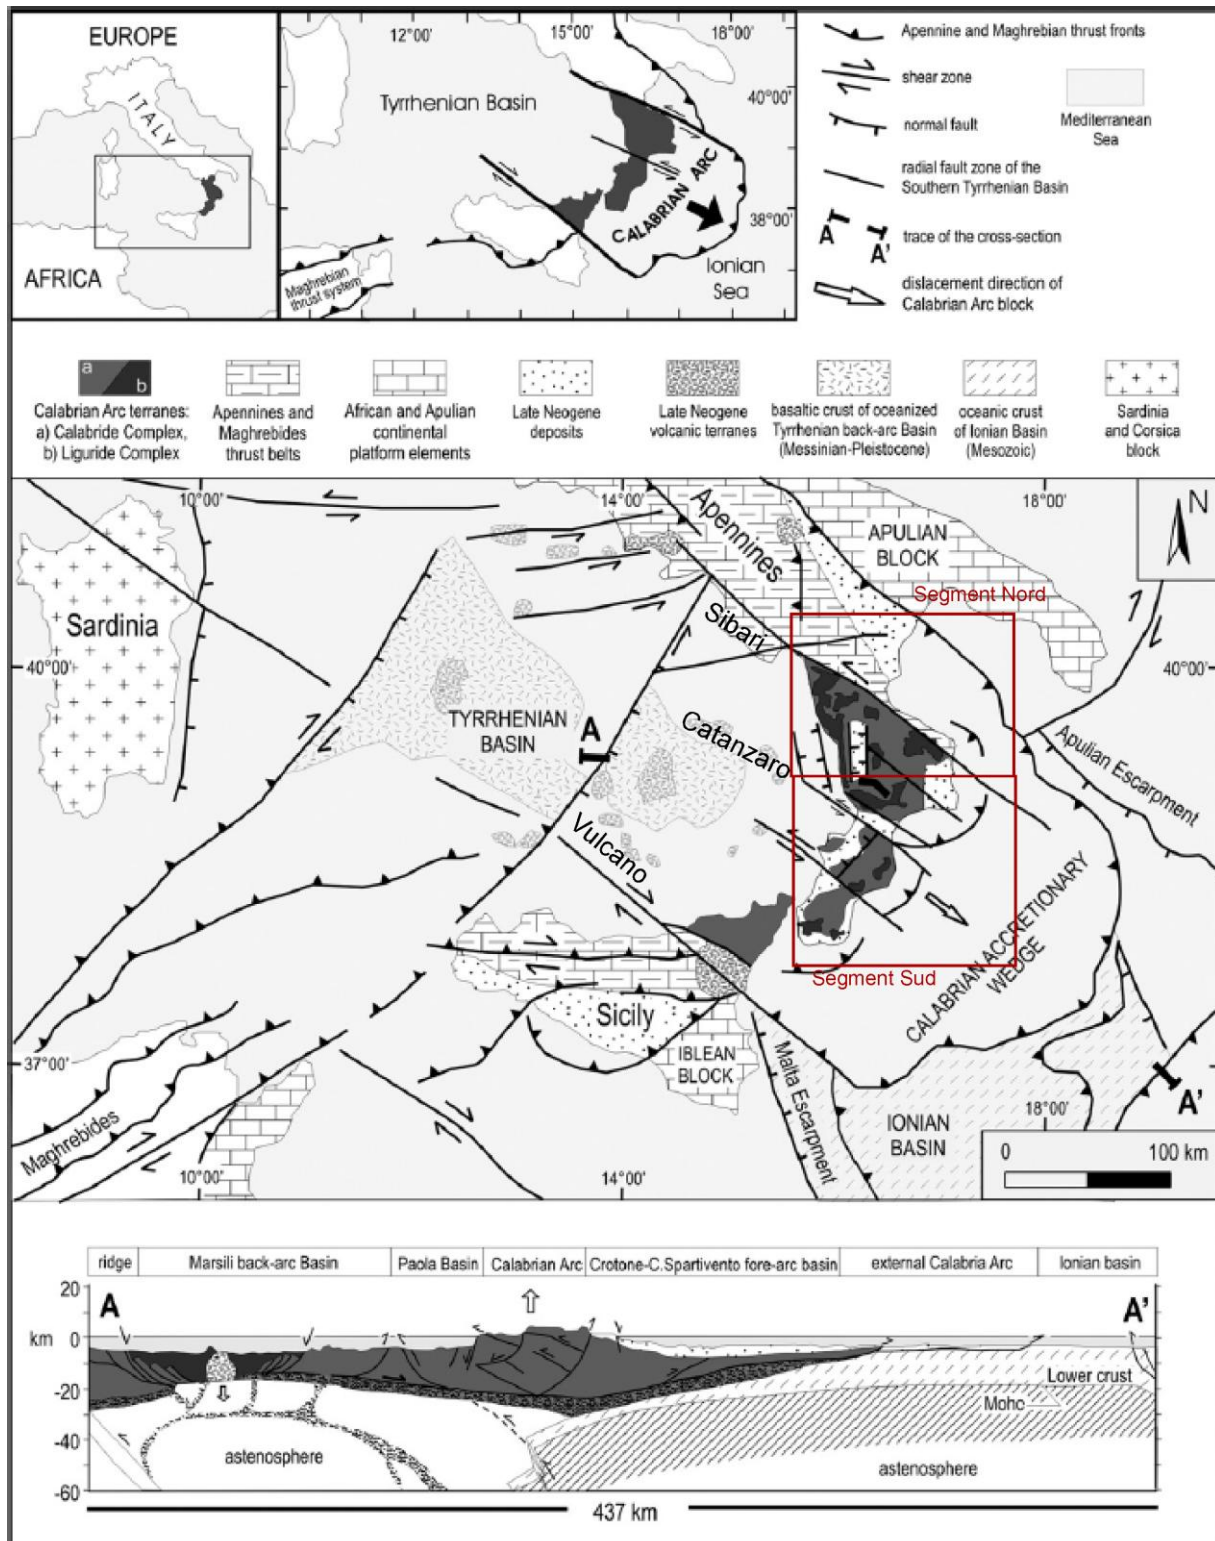 EUROPE
ITALY
AFRICA
12°00'
15°00'
18°00'
Tyrrhenian Basin
40°00'
CALABRIAN ARC
38°00'
Ionian
Sea
Maghrebian
thrust system
Apennine and Maghrebian thrust fronts
shear zone
normal fault
radial fault zone of the
Southern Tyrrhenian Basin
A
A'
trace of the cross-section
dislacement direction of
Calabrian Arc block
Mediterranean
Sea
a
b
Calabrian Arc terranes:
a) Calabride Complex,
b) Liguride Complex
Apennines and
Maghrebides
thrust belts
African and Apulian
continental
platform elements
Late Neogene
deposits
Late Neogene
volcanic terranes
basaltic crust of oceanized
Tyrrhenian back-arc Basin
(Messinian-Pleistocene)
oceanic crust
of Ionian Basin
(Mesozoic)
Sardinia
and Corsica
block
10°00'
14°00'
18°00'
N
Apennines
APULIAN
BLOCK
Segment Nord
Sardinia
Sibari
40°00'
40°00'
TYRRHENIAN
BASIN
A
Catanzaro
Apulian Escarpment
Vulcano
CALABRIAN ACCRETIONARY
WEDGE
Segment Sud
Sicily
IBLEAN
BLOCK
37°00'
Malta Escarpment
A'
Maghrebides
IONIAN
BASIN
18°00'
10°00'
14°00'
0
100 km
ridge
Marsili back-arc Basin
Paola Basin
Calabrian Arc
Crotone-C.Spartivento fore-arc basin
external Calabria Arc
Ionian basin
20
A
A'
km
0
-20
Lower crust
Moho
-40
astenosphere
astenosphere
-60
437 km